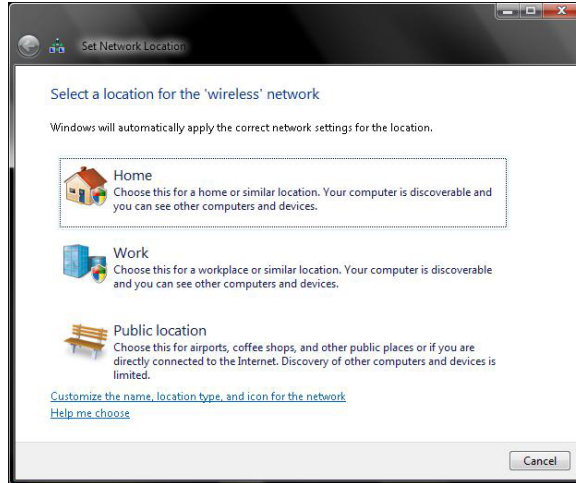 Set Network Location
Select a location for the 'wireless' network
Windows will automatically apply the correct network settings for the location.
Home
Choose this for a home or similar location. Your computer is discoverable and
you can see other computers and devices.
Work
Choose this for a workplace or similar location. Your computer is discoverable
and you can see other computers and devices.
Public location
Choose this for airports, coffee shops, and other public places or if you are
directly connected to the Internet. Discovery of other computers and devices is
limited.
Customize the name, location type, and icon for the network
Help me choose
Cancel